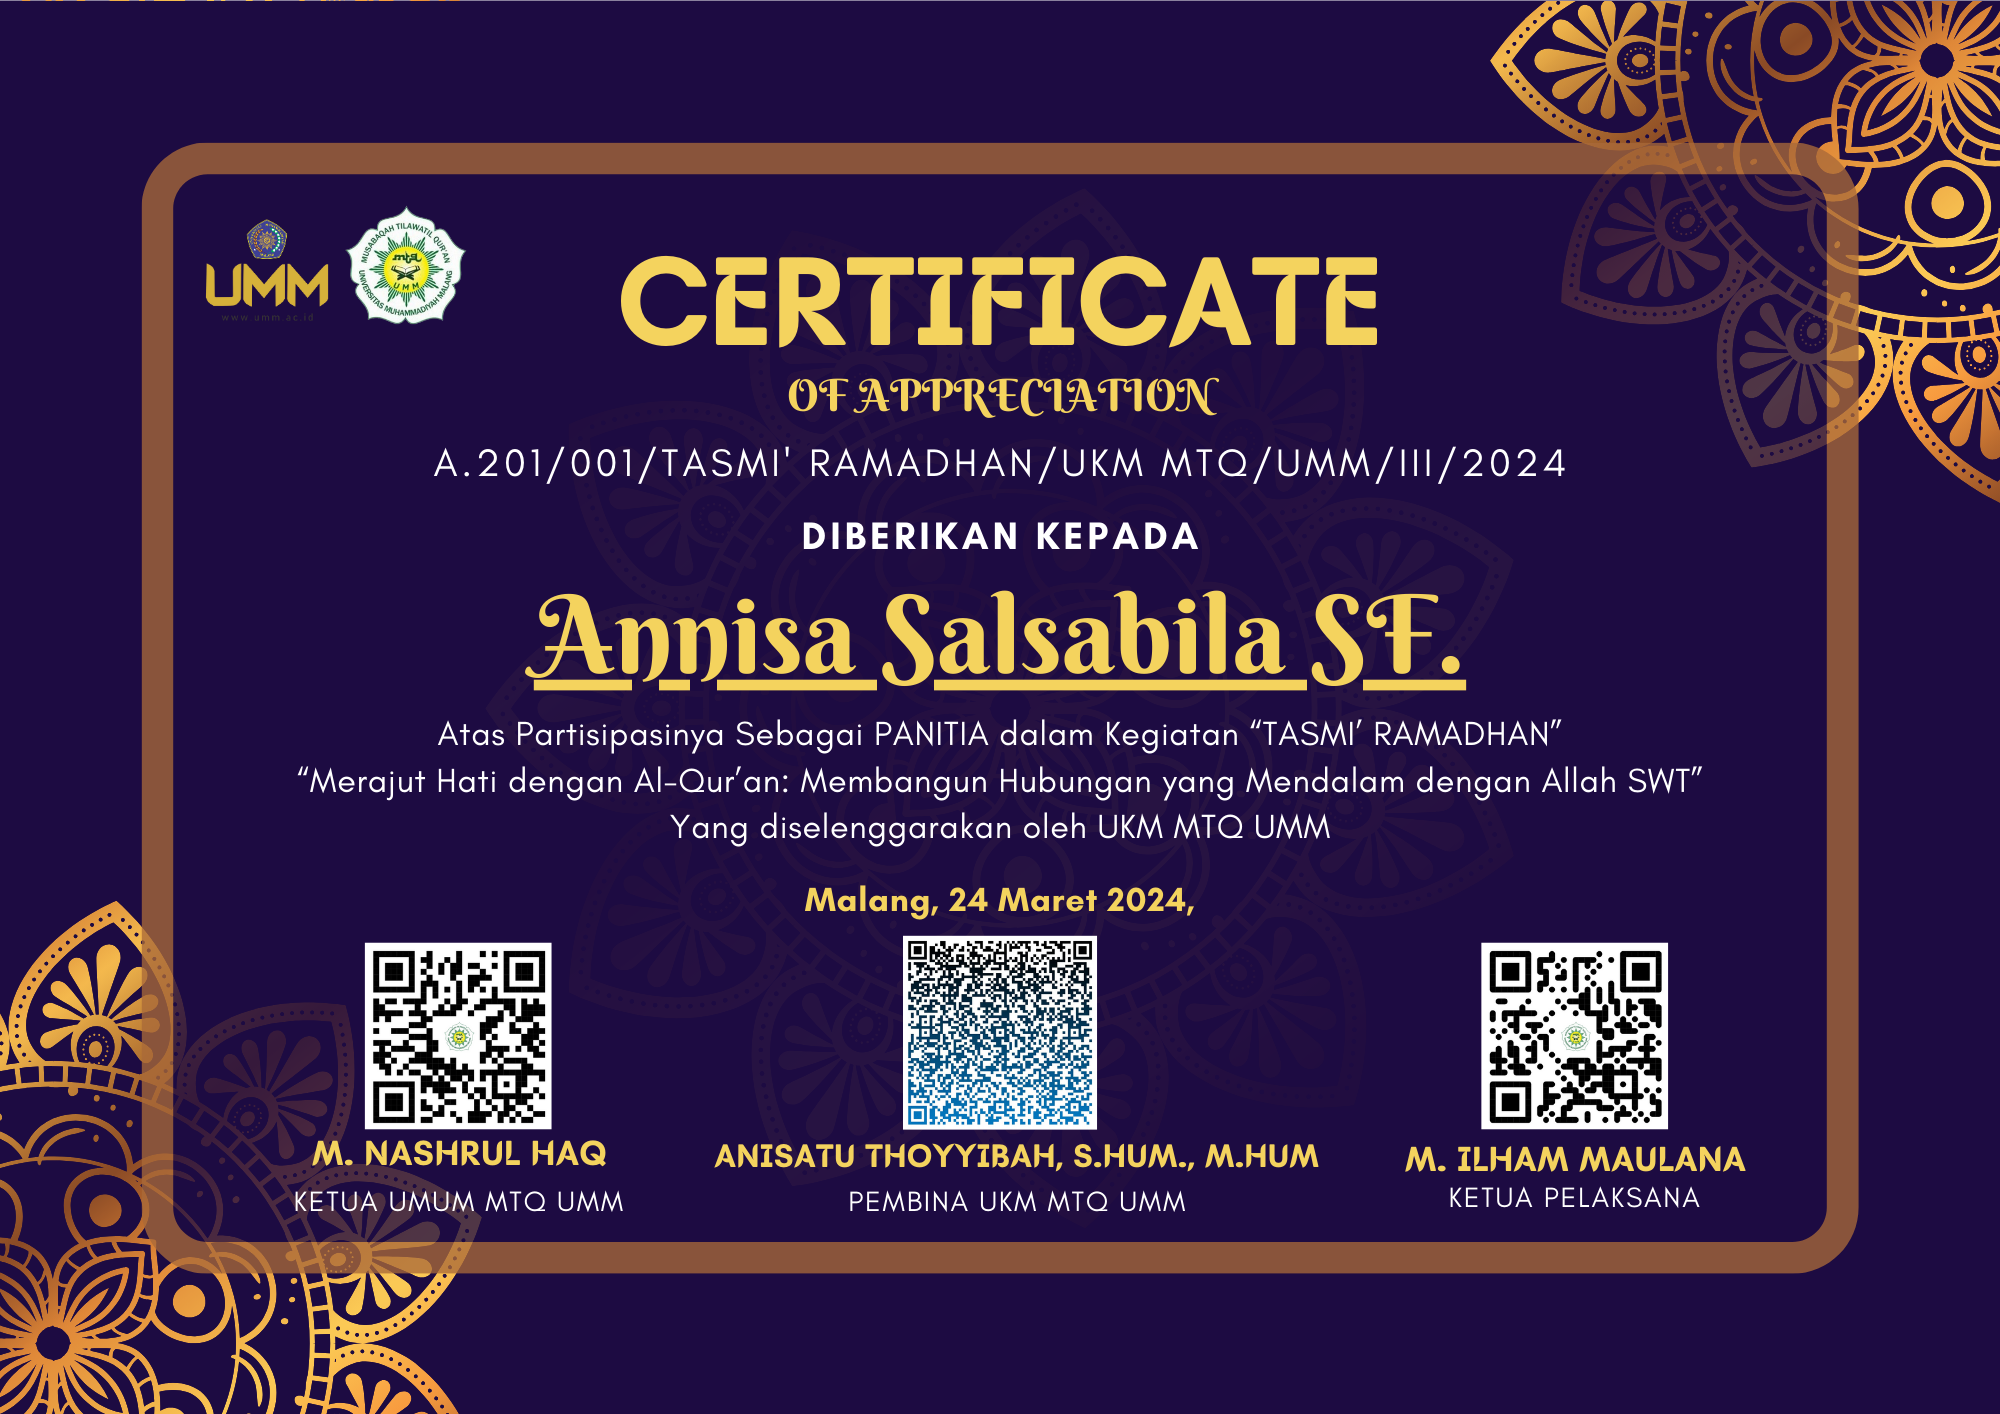 UMM
www.umm.ac.id
MUSABAQAH TILAWATIL QUR'AN
mtq
UMM
UNIVERSITAS MUHAMMADIYAH MALANG
CERTIFICATE
OF APPRECIATION
A.201/001/TASMI' RAMADHAN/UKM MTQ/UMM/III/2024
DIBERIKAN KEPADA
Annisa Salsabila SF.
Atas Partisipasinya Sebagai PANITIA dalam Kegiatan “TASMI’ RAMADHAN”
“Merajut Hati dengan Al-Qur’an: Membangun Hubungan yang Mendalam dengan Allah SWT”
Yang diselenggarakan oleh UKM MTQ UMM
Malang, 24 Maret 2024,
M. NASHRUL HAQ
KETUA UMUM MTQ UMM
ANISATU THOYYIBAH, S.HUM., M.HUM
PEMBINA UKM MTQ UMM
M. ILHAM MAULANA
KETUA PELAKSANA